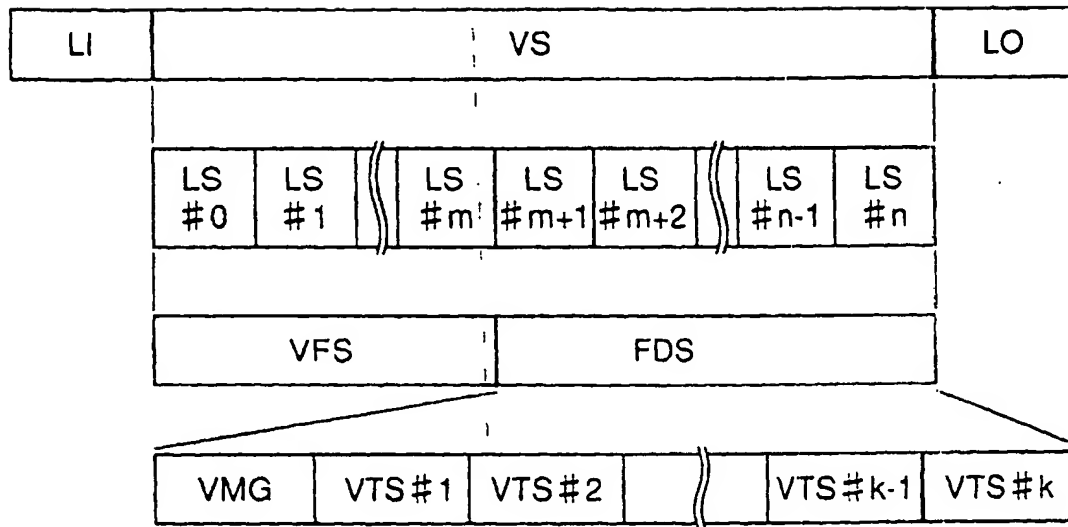 LI VS LO
LS LS LS LS LS LS LS
#0 #1 #m #m+1 #m+2 #n-1 #n
VFS FDS
VMG VTS#1 VTS#2 VTS#k-1 VTS#k